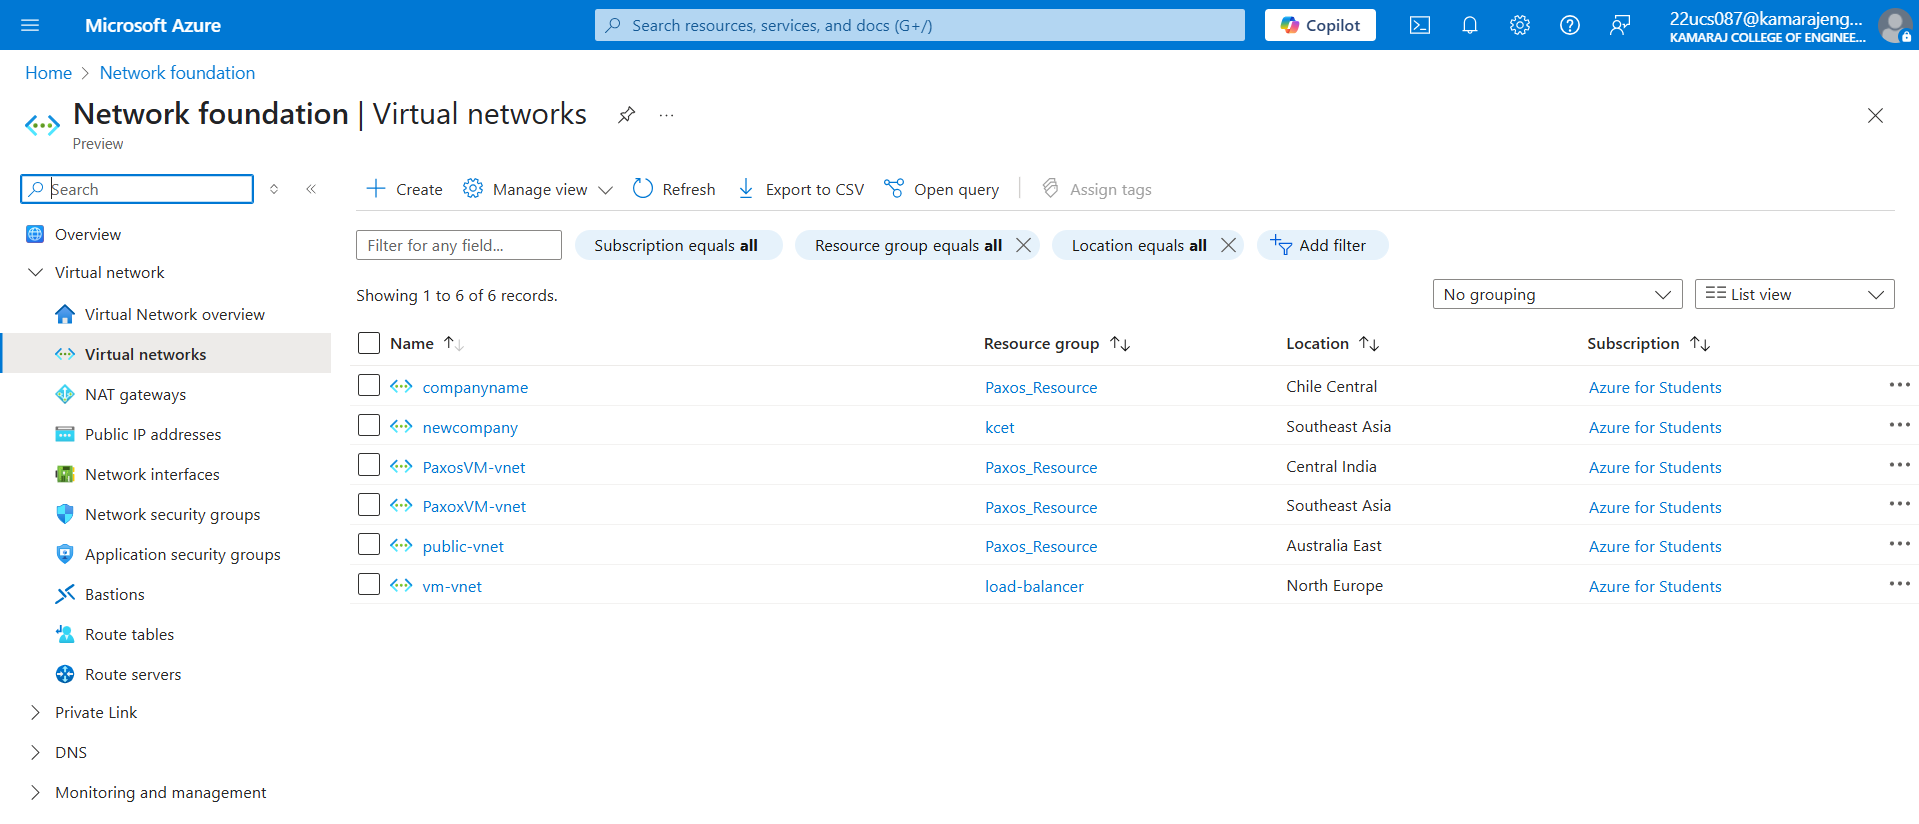 Microsoft Azure
Search resources, services, and docs (G+/)
Copilot
22ucs087@kamarajeng...
KAMARAJ COLLEGE OF ENGINEE...
Home > Network foundation
Network foundation | Virtual networks
...
Preview
Search
Create
Manage view
Refresh
Export to CSV
Open query
Assign tags
Overview
Virtual network
Virtual Network overview
Virtual networks
NAT gateways
Public IP addresses
Network interfaces
Network security groups
Application security groups
Bastions
Route tables
Route servers
Private Link
DNS
Monitoring and management
Filter for any field...
Subscription equals all
Resource group equals all
Location equals all
Add filter
Showing 1 to 6 of 6 records.
No grouping
List view
Name Resource group Location Subscription
companyname Paxos_Resource Chile Central Azure for Students
newcompany kcet Southeast Asia Azure for Students
PaxosVM-vnet Paxos_Resource Central India Azure for Students
PaxoxVM-vnet Paxos_Resource Southeast Asia Azure for Students
public-vnet Paxos_Resource Australia East Azure for Students
vm-vnet load-balancer North Europe Azure for Students